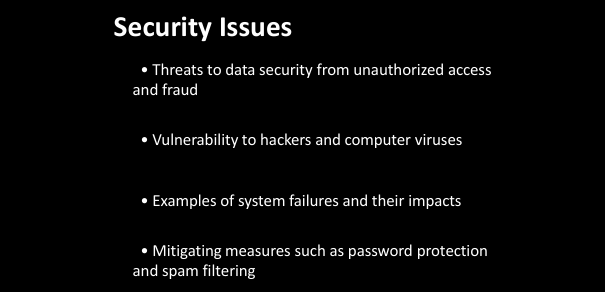 Security Issues
• Threats to data security from unauthorized access
and fraud
• Vulnerability to hackers and computer viruses
• Examples of system failures and their impacts
• Mitigating measures such as password protection
and spam filtering